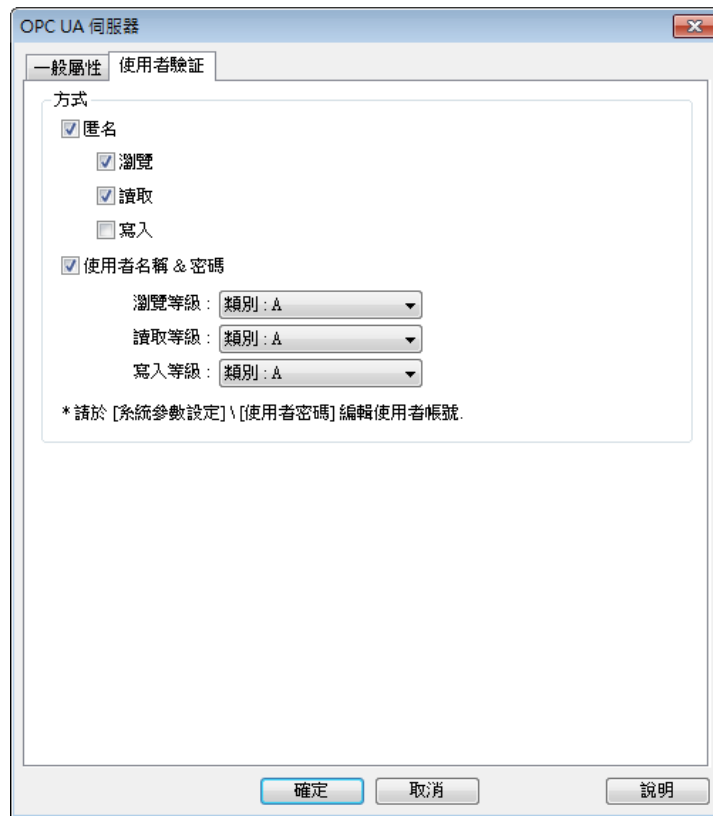 OPC UA 伺服器
一般屬性 使用者驗証
方式
匿名
瀏覽
讀取
寫入
使用者名稱 & 密碼
瀏覽等級 : 類別 : A
讀取等級 : 類別 : A
寫入等級 : 類別 : A
* 請於 [系統參數設定] \ [使用者密碼] 編輯使用者帳號.
確定 取消 說明